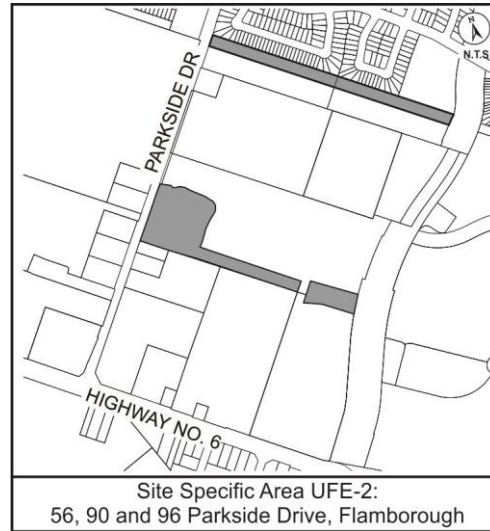 N.T.S
PARKSIDE DR
HIGHWAY NO. 6
Site Specific Area UFE-2:
56, 90 and 96 Parkside Drive, Flamborough